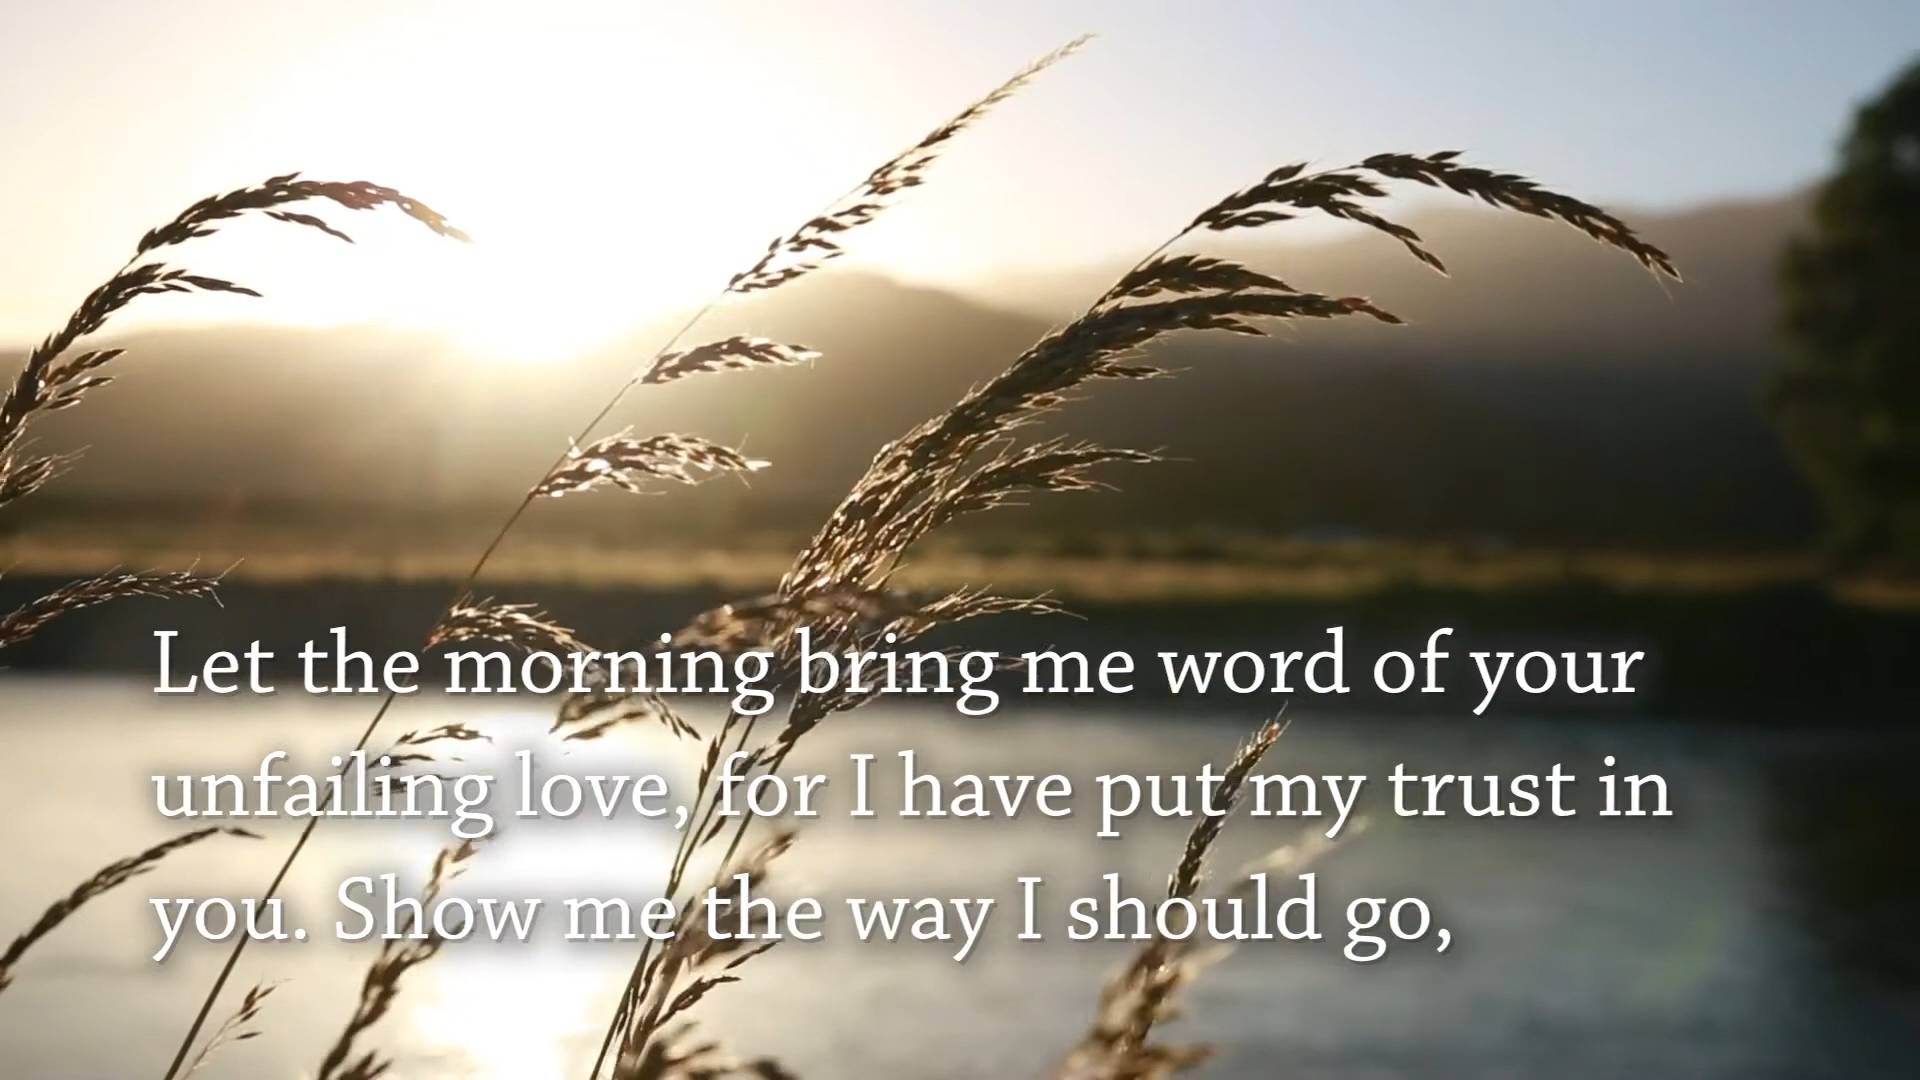 Let the morning bring me word of your
unfailing love, for I have put my trust in
you. Show me the way I should go,